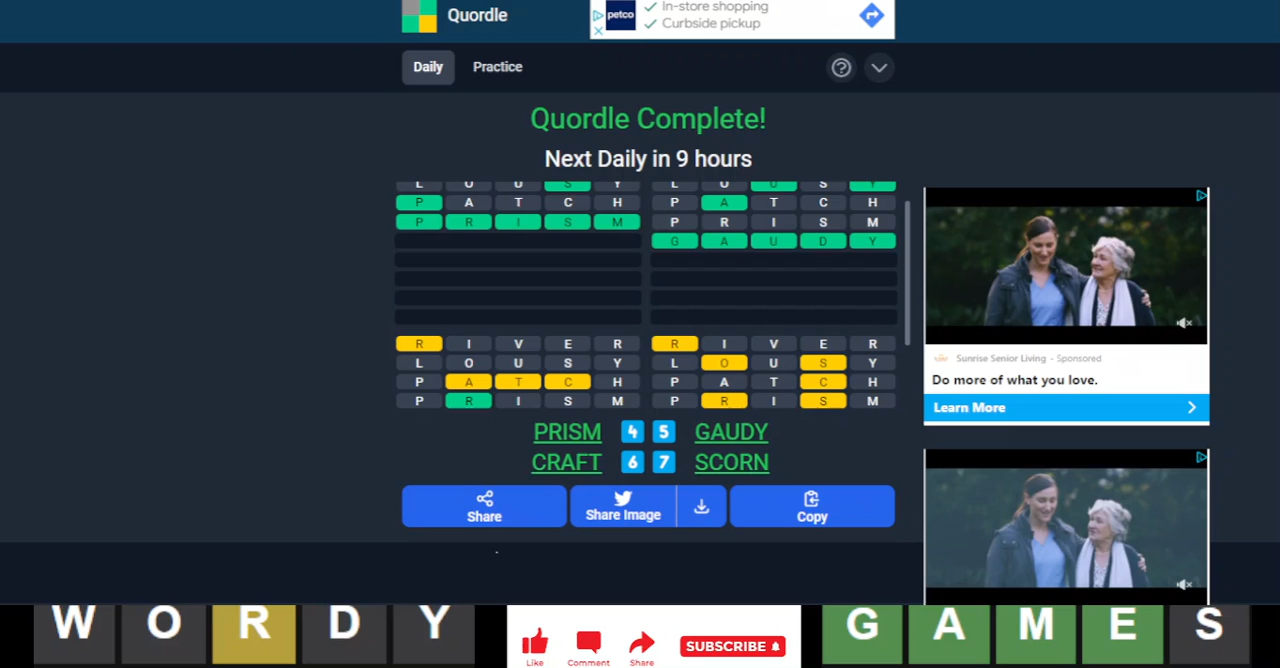 Quordle
petco
In-store shopping
Curbside pickup
Daily
Practice
Quordle Complete!
Next Daily in 9 hours
L O U S Y L O U S Y
P A T C H P A T C H
P R I S M P R I S M
G A U D Y
R I V E R R I V E R
L O U S Y L O U S Y
P A T C H P A T C H
P R I S M P R I S M
PRISM 4 5 GAUDY
CRAFT 6 7 SCORN
Share
Share Image
Copy
Sunrise Senior Living - Sponsored
Do more of what you love.
Learn More
W O R D Y
Like
Comment
Share
SUBSCRIBE
G A M E S